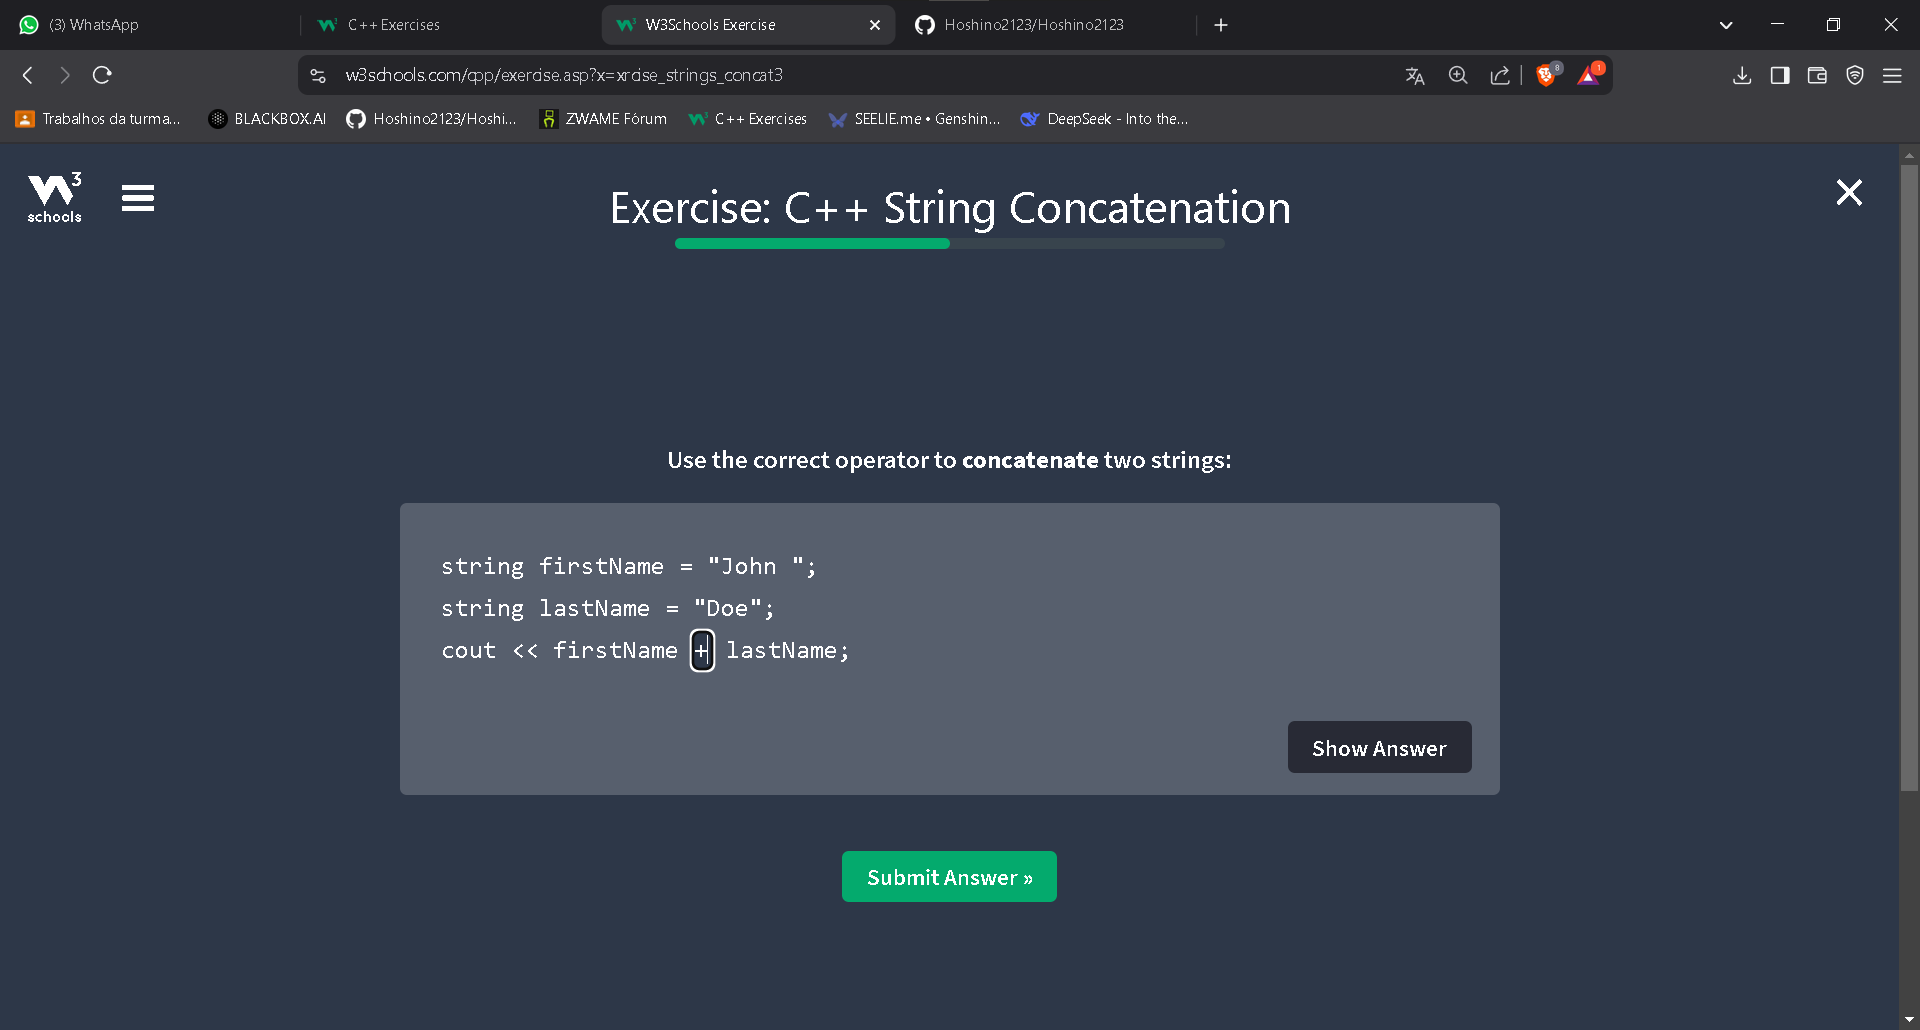 (3) WhatsApp
C++ Exercises
W3Schools Exercise
Hoshino2123/Hoshino2123
w3schools.com/cpp/exercise.asp?x=xrcise_strings_concat3
8
1
Trabalhos da turma...
BLACKBOX.AI
Hoshino2123/Hoshi...
ZWAME Fórum
C++ Exercises
SEELIE.me • Genshin...
DeepSeek - Into the...
3
schools
Exercise: C++ String Concatenation
Use the correct operator to concatenate two strings:
string firstName = "John ";
string lastName = "Doe";
cout << firstName + lastName;
Show Answer
Submit Answer »